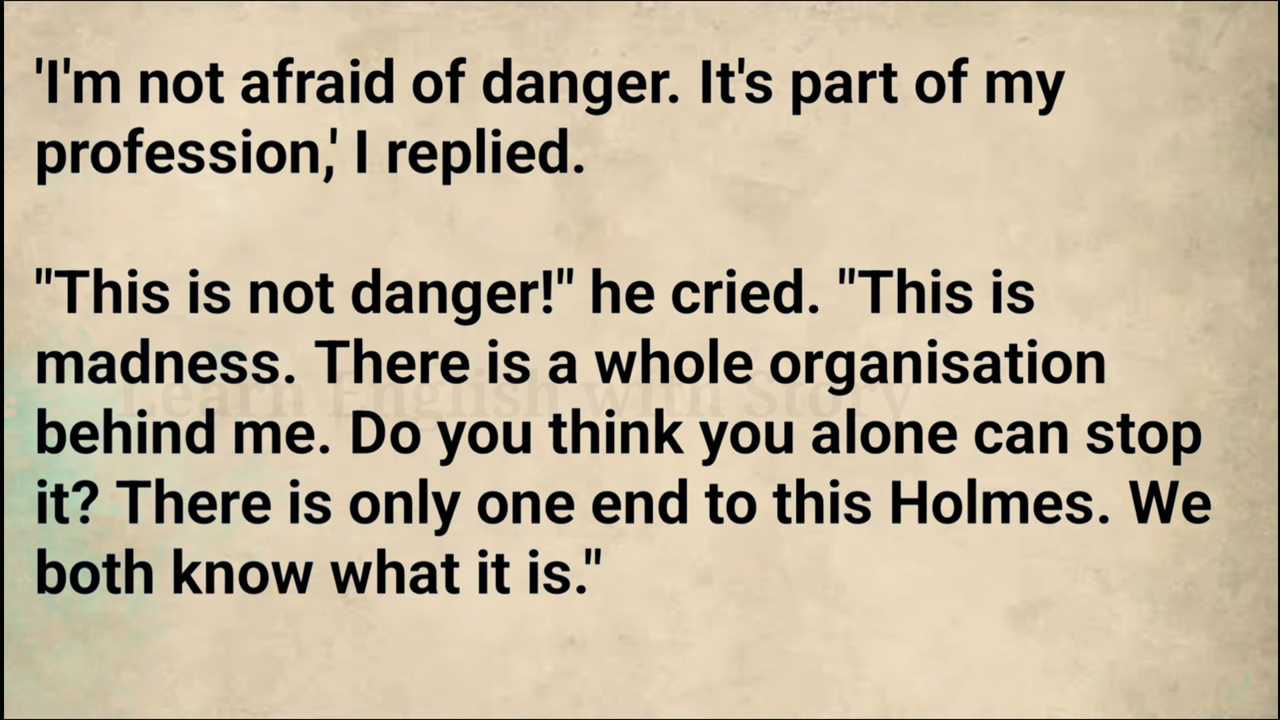 'I'm not afraid of danger. It's part of my
profession,' I replied.
"This is not danger!" he cried. "This is
madness. There is a whole organisation
Learn English with Story
behind me. Do you think you alone can stop
it? There is only one end to this Holmes. We
both know what it is."